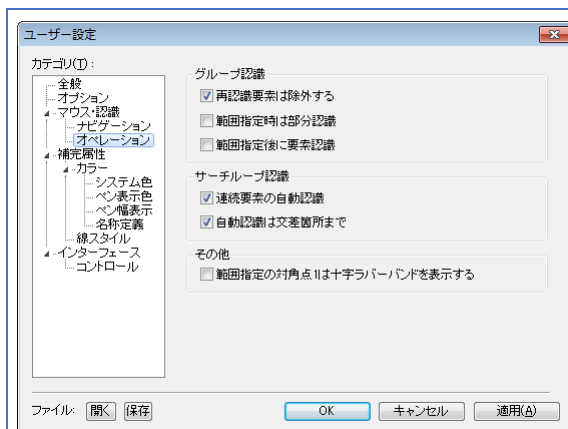 ユーザー設定
カテゴリ(T):
全般
オプション
マウス・認識
ナビゲーション
オペレーション
補完属性
カラー
システム色
ペン表示色
ペン幅表示
名称定義
線スタイル
インターフェース
コントロール
グループ認識
再認識要素は除外する
範囲指定時は部分認識
範囲指定後に要素認識
サーチループ認識
連続要素の自動認識
自動認識は交差箇所まで
その他
範囲指定の対角点1は十字ラバーバンドを表示する
ファイル: 開く 保存 OK キャンセル 適用(A)